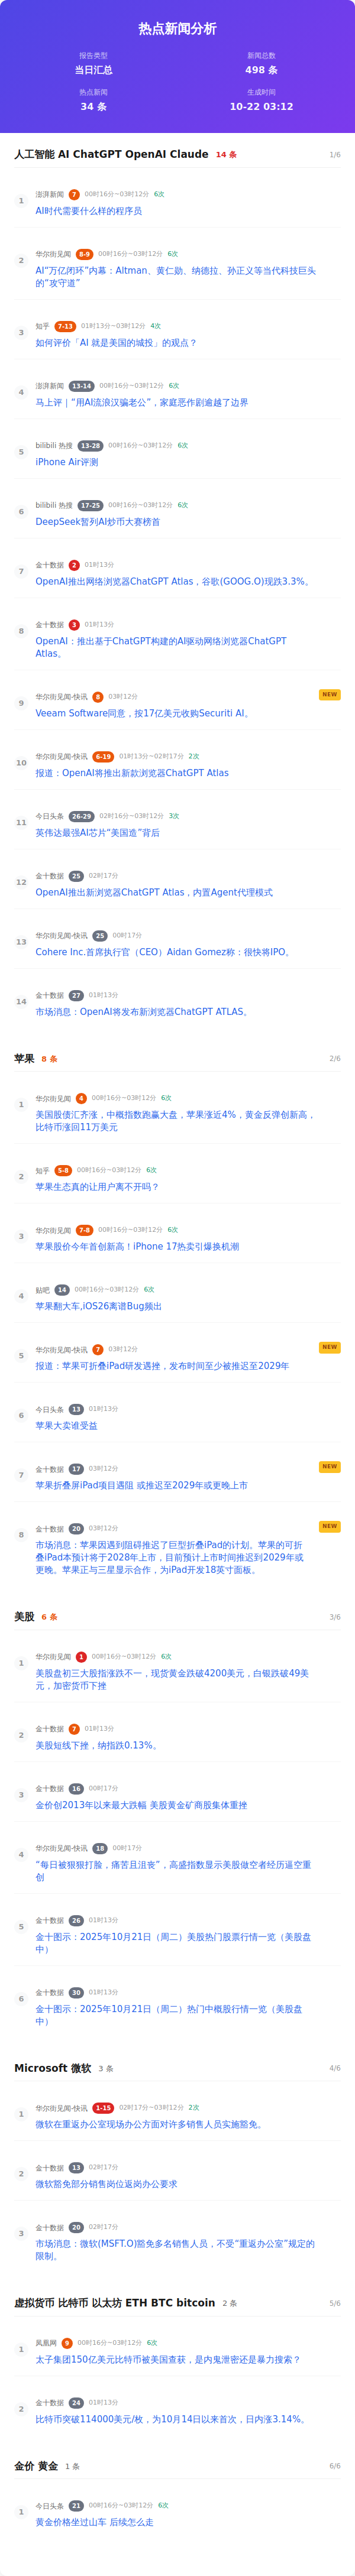 热点新闻分析
报告类型
新闻总数
当日汇总
498 条
热点新闻
生成时间
34 条
10-22 03:12
人工智能 AI ChatGPT OpenAI Claude 14 条 1/6
1
澎湃新闻 7 00时16分~03时12分 6次
AI时代需要什么样的程序员
2
华尔街见闻 8-9 00时16分~03时12分 6次
AI“万亿闭环”内幕：Altman、黄仁勋、纳德拉、孙正义等当代科技巨头
的“攻守道”
3
知乎 7-13 01时13分~03时12分 4次
如何评价「AI 就是美国的城投」的观点？
4
澎湃新闻 13-14 00时16分~03时12分 6次
马上评｜“用AI流浪汉骗老公”，家庭恶作剧逾越了边界
5
bilibili 热搜 13-28 00时16分~03时12分 6次
iPhone Air评测
6
bilibili 热搜 17-25 00时16分~03时12分 6次
DeepSeek暂列AI炒币大赛榜首
7
金十数据 2 01时13分
OpenAI推出网络浏览器ChatGPT Atlas，谷歌(GOOG.O)现跌3.3%。
8
金十数据 3 01时13分
OpenAI：推出基于ChatGPT构建的AI驱动网络浏览器ChatGPT
Atlas。
9
华尔街见闻-快讯 8 03时12分 NEW
Veeam Software同意，按17亿美元收购Securiti AI。
10
华尔街见闻-快讯 6-19 01时13分~02时17分 2次
报道：OpenAI将推出新款浏览器ChatGPT Atlas
11
今日头条 26-29 02时16分~03时12分 3次
英伟达最强AI芯片“美国造”背后
12
金十数据 25 02时17分
OpenAI推出新浏览器ChatGPT Atlas，内置Agent代理模式
13
华尔街见闻-快讯 25 00时17分
Cohere Inc.首席执行官（CEO）Aidan Gomez称：很快将IPO。
14
金十数据 27 01时13分
市场消息：OpenAI将发布新浏览器ChatGPT ATLAS。
苹果 8 条 2/6
1
华尔街见闻 4 00时16分~03时12分 6次
美国股债汇齐涨，中概指数跑赢大盘，苹果涨近4%，黄金反弹创新高，
比特币涨回11万美元
2
知乎 5-8 00时16分~03时12分 6次
苹果生态真的让用户离不开吗？
3
华尔街见闻 7-8 00时16分~03时12分 6次
苹果股价今年首创新高！iPhone 17热卖引爆换机潮
4
贴吧 14 00时16分~03时12分 6次
苹果翻大车,iOS26离谱Bug频出
5
华尔街见闻-快讯 7 03时12分 NEW
报道：苹果可折叠iPad研发遇挫，发布时间至少被推迟至2029年
6
今日头条 13 01时13分
苹果大卖谁受益
7
金十数据 17 03时12分 NEW
苹果折叠屏iPad项目遇阻 或推迟至2029年或更晚上市
8
金十数据 20 03时12分 NEW
市场消息：苹果因遇到阻碍推迟了巨型折叠iPad的计划。苹果的可折
叠iPad本预计将于2028年上市，目前预计上市时间推迟到2029年或
更晚。苹果正与三星显示合作，为iPad开发18英寸面板。
美股 6 条 3/6
1
华尔街见闻 1 00时16分~03时12分 6次
美股盘初三大股指涨跌不一，现货黄金跌破4200美元，白银跌破49美
元，加密货币下挫
2
金十数据 7 01时13分
美股短线下挫，纳指跌0.13%。
3
金十数据 16 00时17分
金价创2013年以来最大跌幅 美股黄金矿商股集体重挫
4
华尔街见闻-快讯 18 00时17分
“每日被狠狠打脸，痛苦且沮丧”，高盛指数显示美股做空者经历逼空重
创
5
金十数据 26 01时13分
金十图示：2025年10月21日（周二）美股热门股票行情一览（美股盘
中）
6
金十数据 30 01时13分
金十图示：2025年10月21日（周二）热门中概股行情一览（美股盘
中）
Microsoft 微软 3 条 4/6
1
华尔街见闻-快讯 1-15 02时17分~03时12分 2次
微软在重返办公室现场办公方面对许多销售人员实施豁免。
2
金十数据 13 02时17分
微软豁免部分销售岗位返岗办公要求
3
金十数据 20 02时17分
市场消息：微软(MSFT.O)豁免多名销售人员，不受“重返办公室”规定的
限制。
虚拟货币 比特币 以太坊 ETH BTC bitcoin 2 条 5/6
1
凤凰网 9 00时16分~03时12分 6次
太子集团150亿美元比特币被美国查获，是内鬼泄密还是暴力搜索？
2
金十数据 24 01时13分
比特币突破114000美元/枚，为10月14日以来首次，日内涨3.14%。
金价 黄金 1 条 6/6
1
今日头条 21 00时16分~03时12分 6次
黄金价格坐过山车 后续怎么走